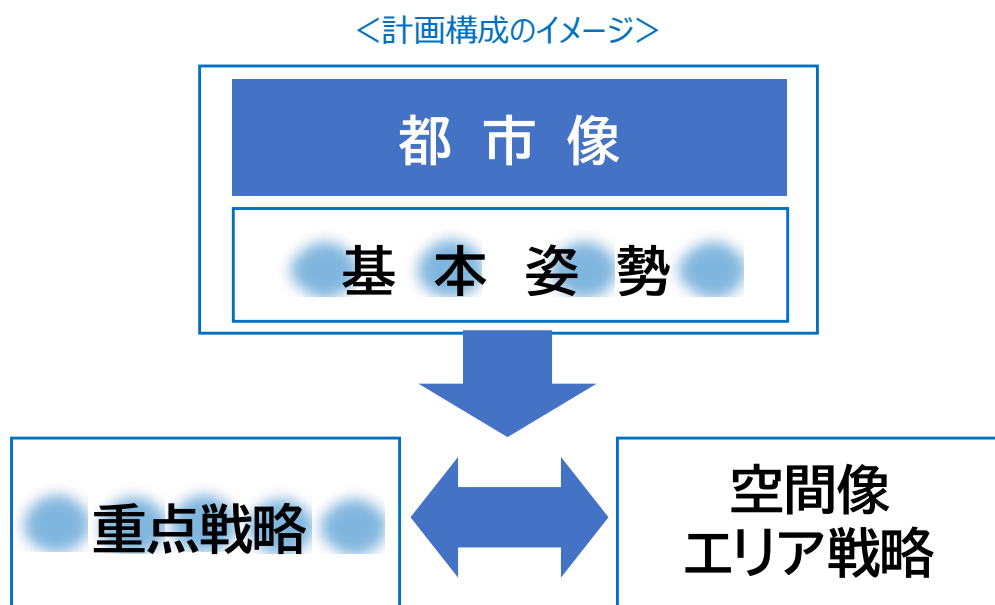 ＜計画構成のイメージ＞
都市像
基本姿勢
重点戦略
空間像
エリア戦略